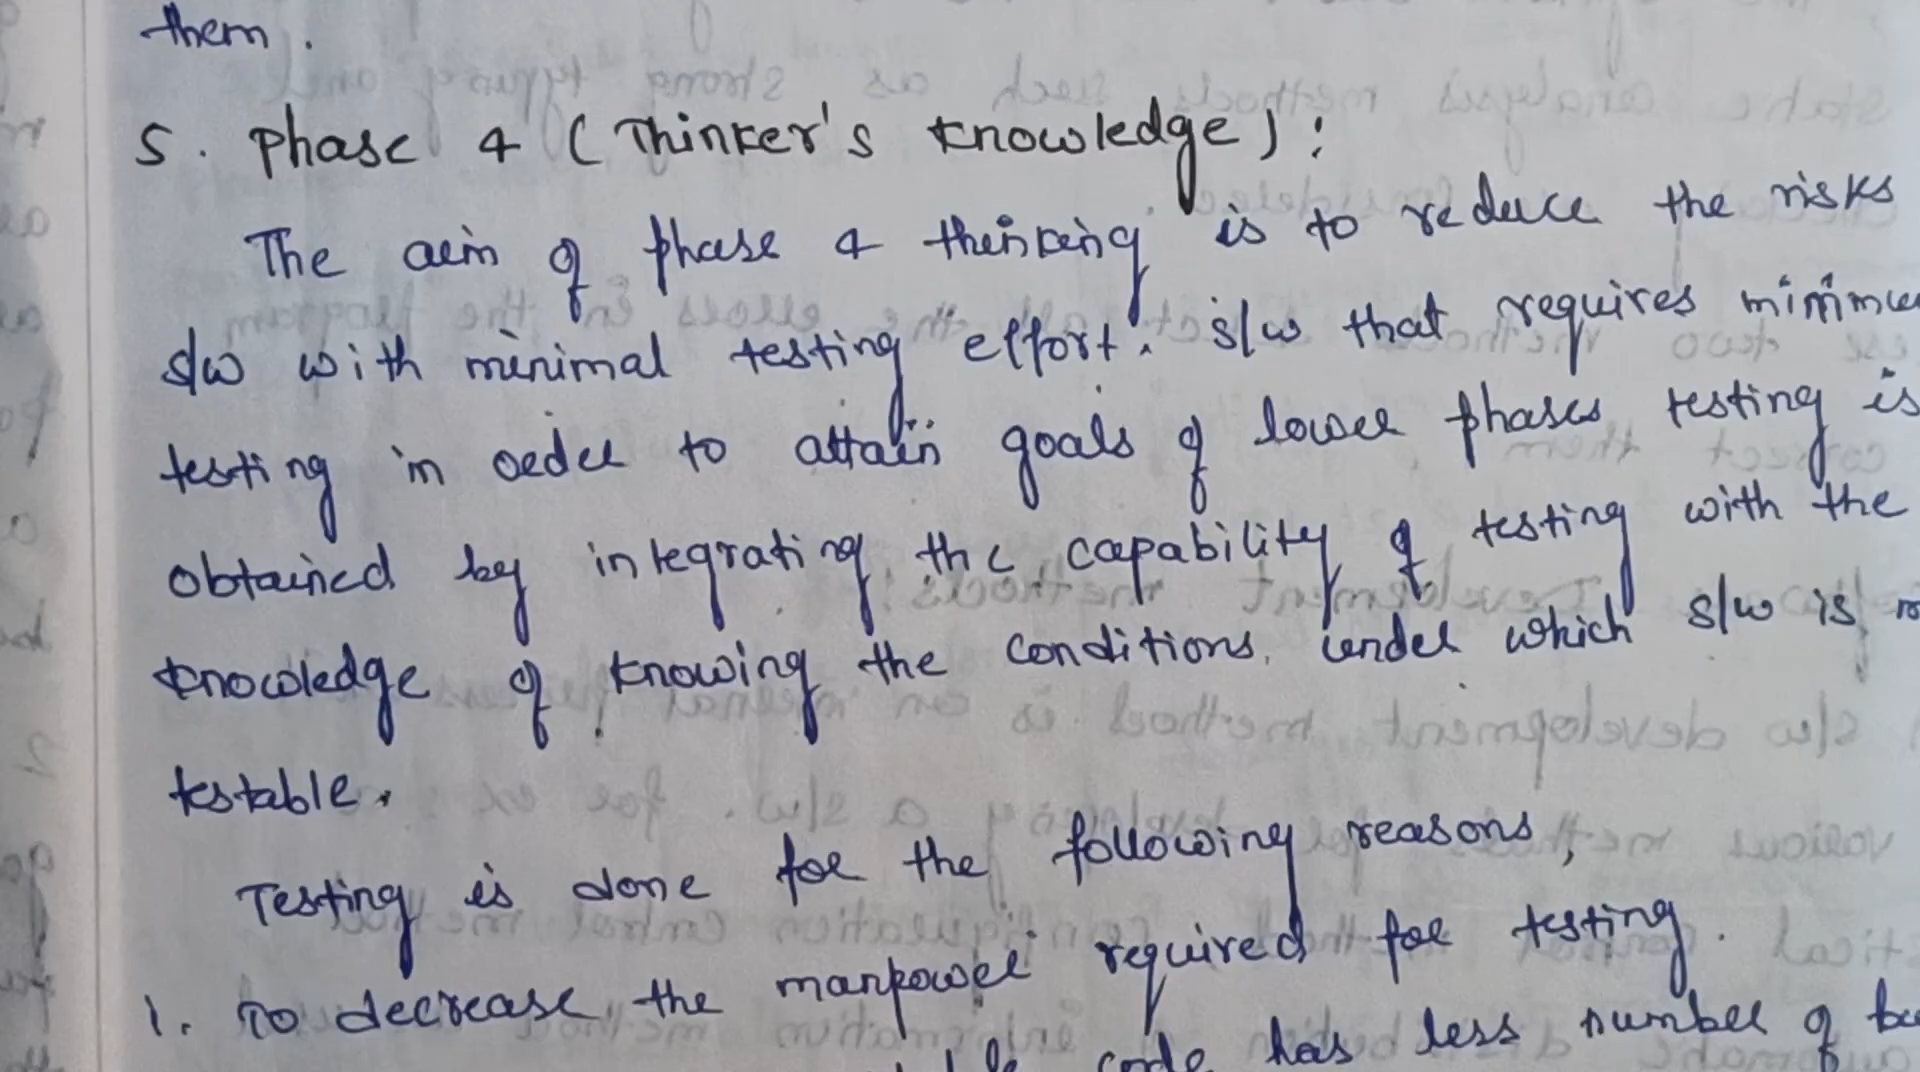 them.
5. Phase 4 (Thinker's Knowledge):
The aim of phase 4 thinking is to reduce the risks
s/w with minimal testing effort. s/w that requires
testing in order to attain goals of lower phases testing is
obtained by integrating the capability of testing with the
knowledge of knowing the conditions, under which s/w is
testable.
Testing is done for the following reasons,
1. To decrease the manpower required for testing.
code has less number of